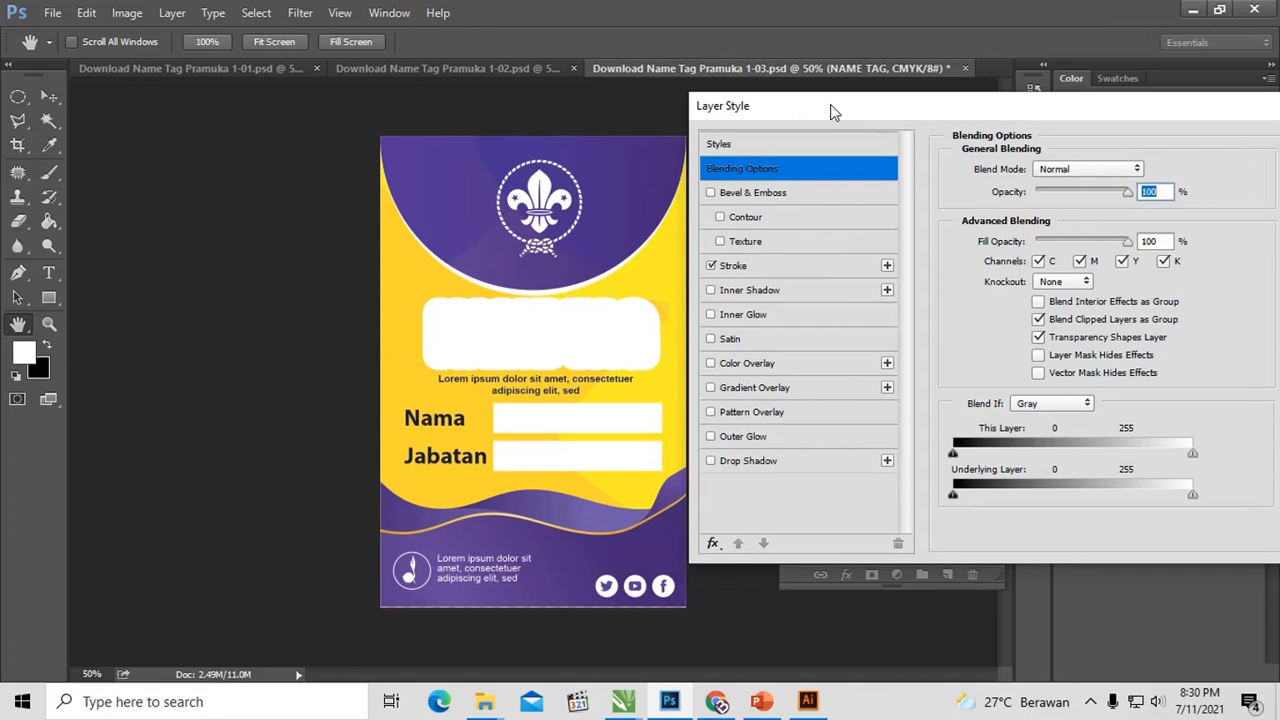 Ps File Edit Image Layer Type Select Filter View Window Help
Scroll All Windows 100% Fit Screen Fill Screen Essentials
Download Name Tag Pramuka 1-01.psd @ 5... × Download Name Tag Pramuka 1-02.psd @ 5... × Download Name Tag Pramuka 1-03.psd @ 50% (NAME TAG, CMYK/8#) * ×
Color Swatches
Layer Style
Styles
Blending Options
Bevel & Emboss
Contour
Texture
Stroke
Inner Shadow
Inner Glow
Satin
Color Overlay
Gradient Overlay
Pattern Overlay
Outer Glow
Drop Shadow
fx
Blending Options
General Blending
Blend Mode: Normal
Opacity: 100 %
Advanced Blending
Fill Opacity: 100 %
Channels: C M Y K
Knockout: None
Blend Interior Effects as Group
Blend Clipped Layers as Group
Transparency Shapes Layer
Layer Mask Hides Effects
Vector Mask Hides Effects
Blend If: Gray
This Layer: 0 255
Underlying Layer: 0 255
Lorem ipsum dolor sit amet, consectetuer
adipiscing elit, sed
Nama
Jabatan
Lorem ipsum dolor sit
amet, consectetuer
adipiscing elit, sed
fx
50% Doc: 2.49M/11.0M
Type here to search
321
Ps
Ai
27°C Berawan
8:30 PM
7/11/2021
4